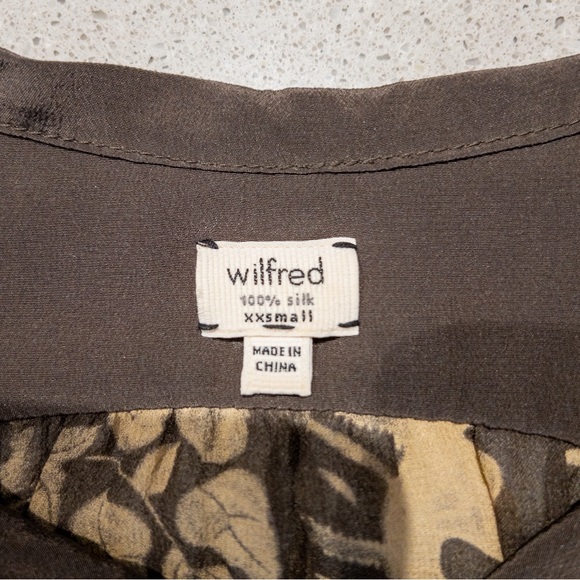 wilfred
100% silk
xxsmall
MADE IN
CHINA